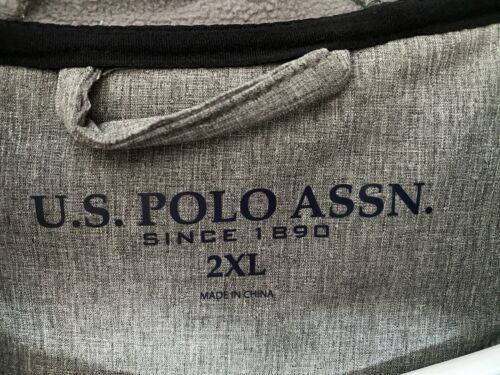 U.S. POLO ASSN.
SINCE 1890
2XL
MADE IN CHINA